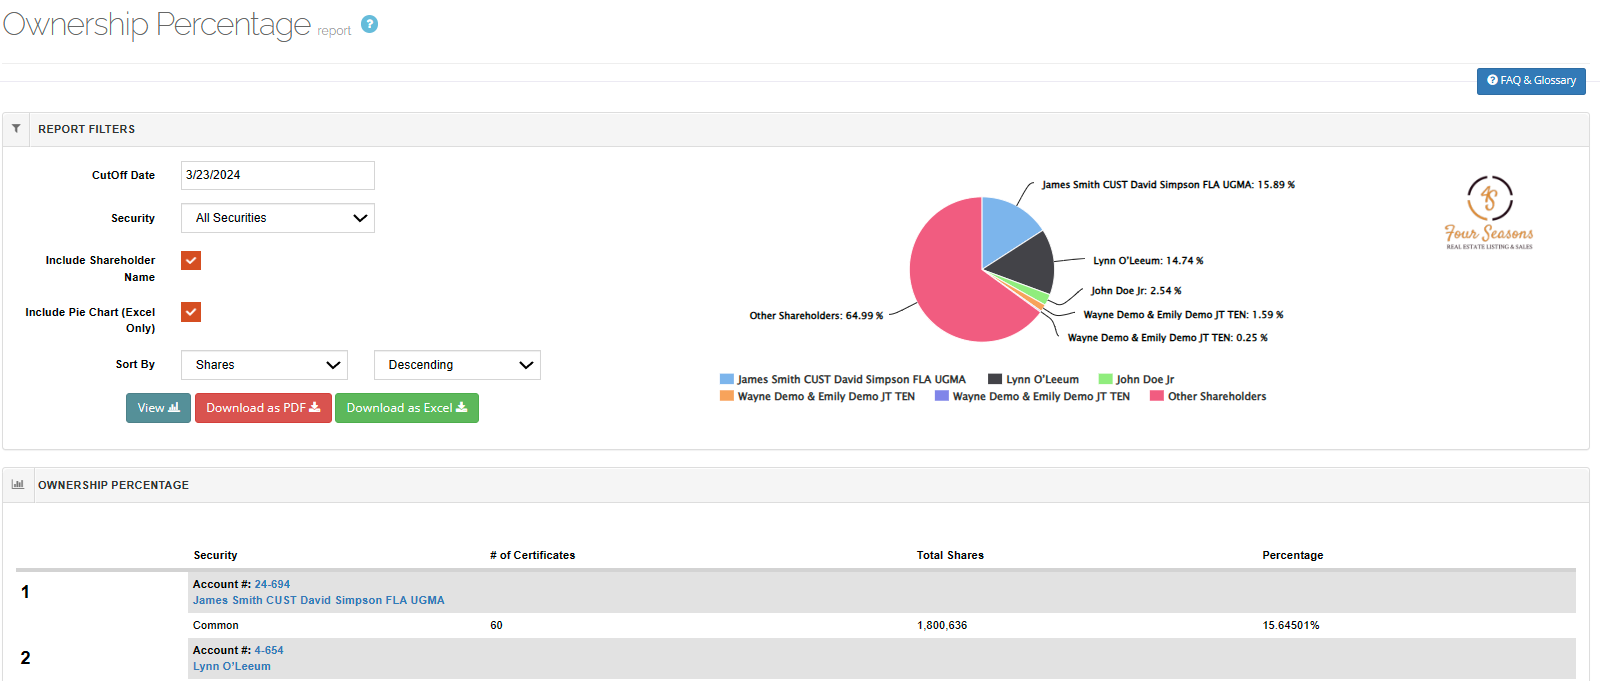 Ownership Percentage report ?
? FAQ & Glossary
REPORT FILTERS
CutOff Date 3/23/2024
Security All Securities
Include Shareholder
Name
Include Pie Chart (Excel
Only)
Sort By Shares Descending
View Download as PDF Download as Excel
James Smith CUST David Simpson FLA UGMA: 15.89 %
Lynn O'Leeum: 14.74 %
John Doe Jr: 2.54 %
Wayne Demo & Emily Demo JT TEN: 1.59 %
Wayne Demo & Emily Demo JT TEN: 0.25 %
Other Shareholders: 64.99 %
James Smith CUST David Simpson FLA UGMA Lynn O'Leeum John Doe Jr
Wayne Demo & Emily Demo JT TEN Wayne Demo & Emily Demo JT TEN Other Shareholders
4S
Four Seasons
REAL ESTATE LISTING & SALES
OWNERSHIP PERCENTAGE
Security # of Certificates Total Shares Percentage
1 Account #: 24-694
James Smith CUST David Simpson FLA UGMA
Common 60 1,800,636 15.64501%
2 Account #: 4-654
Lynn O'Leeum